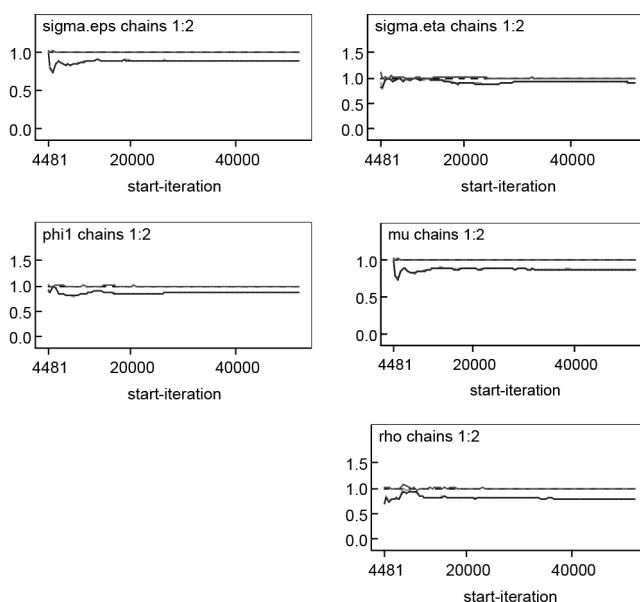 sigma.eps chains 1:2
1.0
0.5
0.0
4481 20000 40000
start-iteration
sigma.eta chains 1:2
1.5
1.0
0.5
0.0
4481 20000 40000
start-iteration
phi1 chains 1:2
1.5
1.0
0.5
0.0
4481 20000 40000
start-iteration
mu chains 1:2
1.0
0.5
0.0
4481 20000 40000
start-iteration
rho chains 1:2
1.5
1.0
0.5
0.0
4481 20000 40000
start-iteration